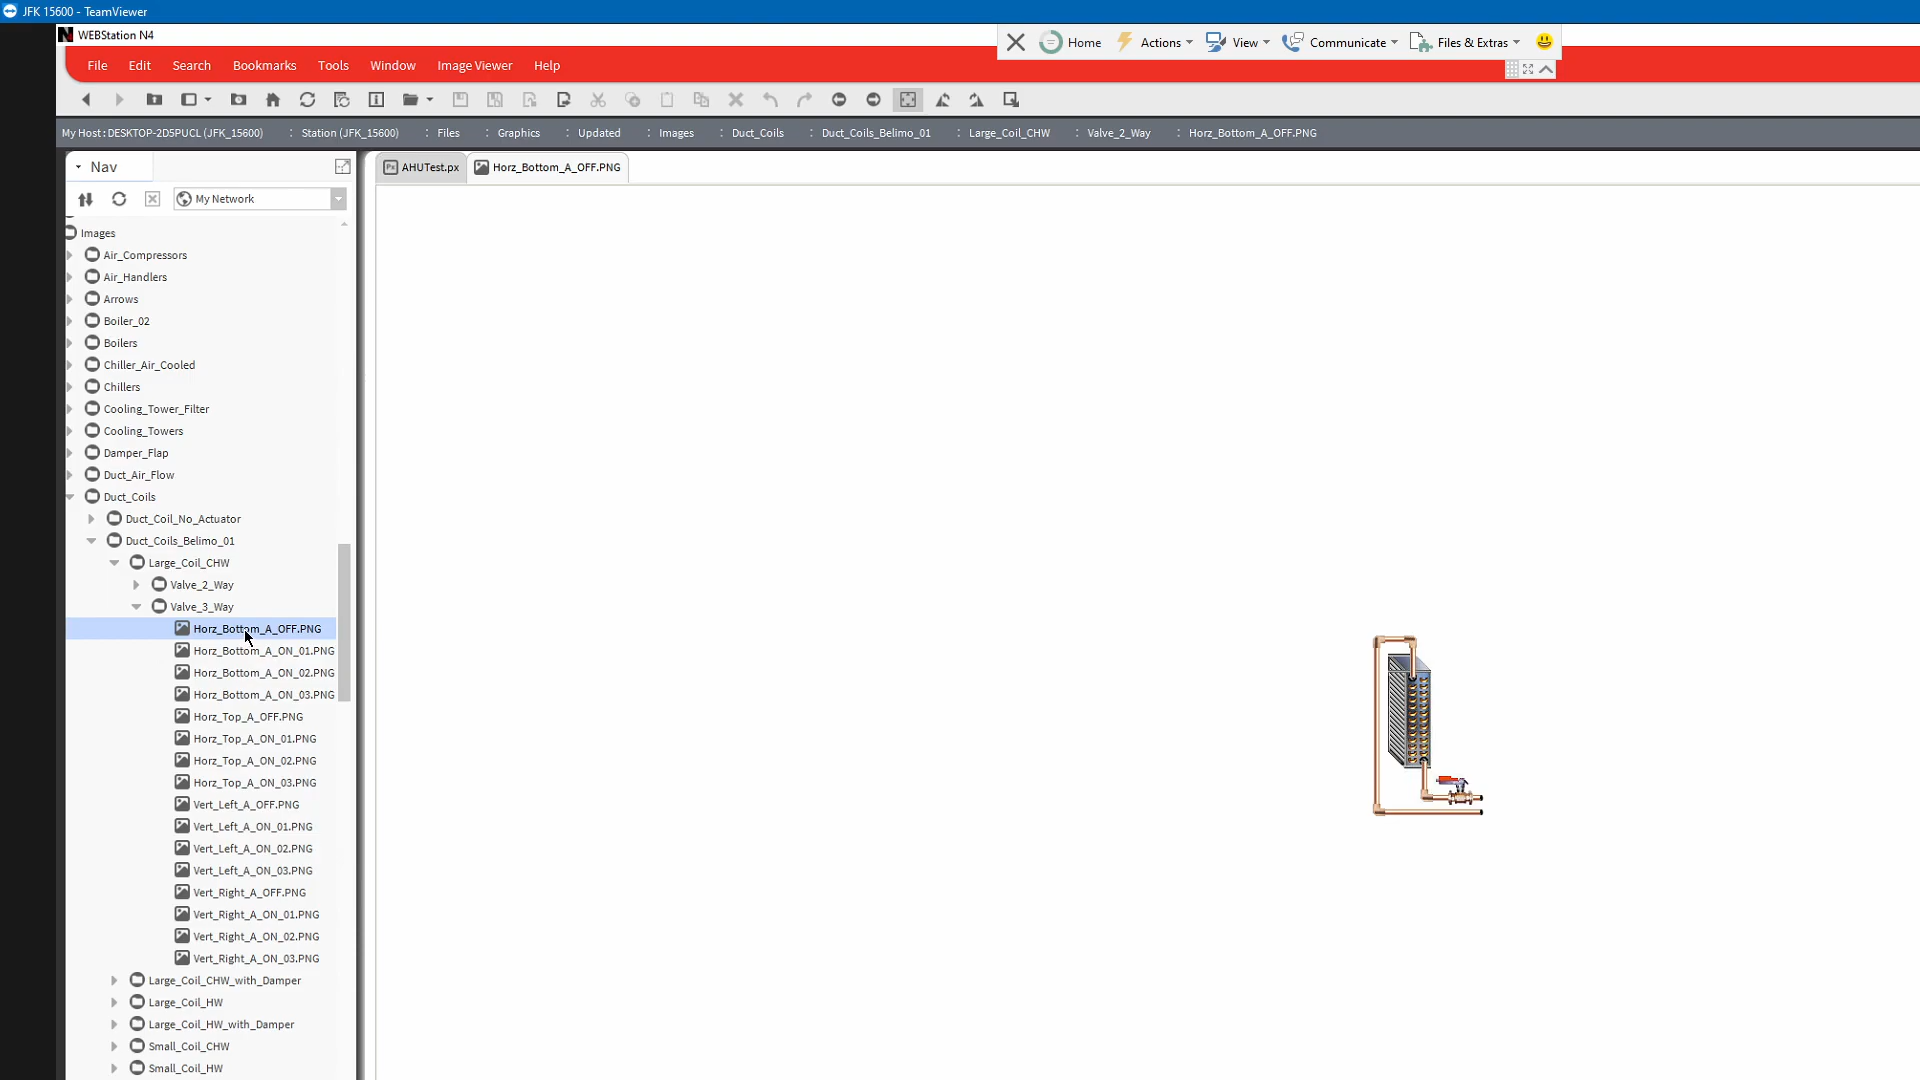 JFK 15600 - TeamViewer
WEBStation N4
Home
Actions
View
Communicate
Files & Extras
File
Edit
Search
Bookmarks
Tools
Window
Image Viewer
Help
My Host : DESKTOP-2D5PUCL (JFK_15600) : Station (JFK_15600) : Files : Graphics : Updated : Images : Duct_Coils : Duct_Coils_Belimo_01 : Large_Coil_CHW : Valve_2_Way : Horz_Bottom_A_OFF.PNG
Nav
AHUTest.px
Horz_Bottom_A_OFF.PNG
My Network
Images
Air_Compressors
Air_Handlers
Arrows
Boiler_02
Boilers
Chiller_Air_Cooled
Chillers
Cooling_Tower_Filter
Cooling_Towers
Damper_Flap
Duct_Air_Flow
Duct_Coils
Duct_Coil_No_Actuator
Duct_Coils_Belimo_01
Large_Coil_CHW
Valve_2_Way
Valve_3_Way
Horz_Bottom_A_OFF.PNG
Horz_Bottom_A_ON_01.PNG
Horz_Bottom_A_ON_02.PNG
Horz_Bottom_A_ON_03.PNG
Horz_Top_A_OFF.PNG
Horz_Top_A_ON_01.PNG
Horz_Top_A_ON_02.PNG
Horz_Top_A_ON_03.PNG
Vert_Left_A_OFF.PNG
Vert_Left_A_ON_01.PNG
Vert_Left_A_ON_02.PNG
Vert_Left_A_ON_03.PNG
Vert_Right_A_OFF.PNG
Vert_Right_A_ON_01.PNG
Vert_Right_A_ON_02.PNG
Vert_Right_A_ON_03.PNG
Large_Coil_CHW_with_Damper
Large_Coil_HW
Large_Coil_HW_with_Damper
Small_Coil_CHW
Small_Coil_HW